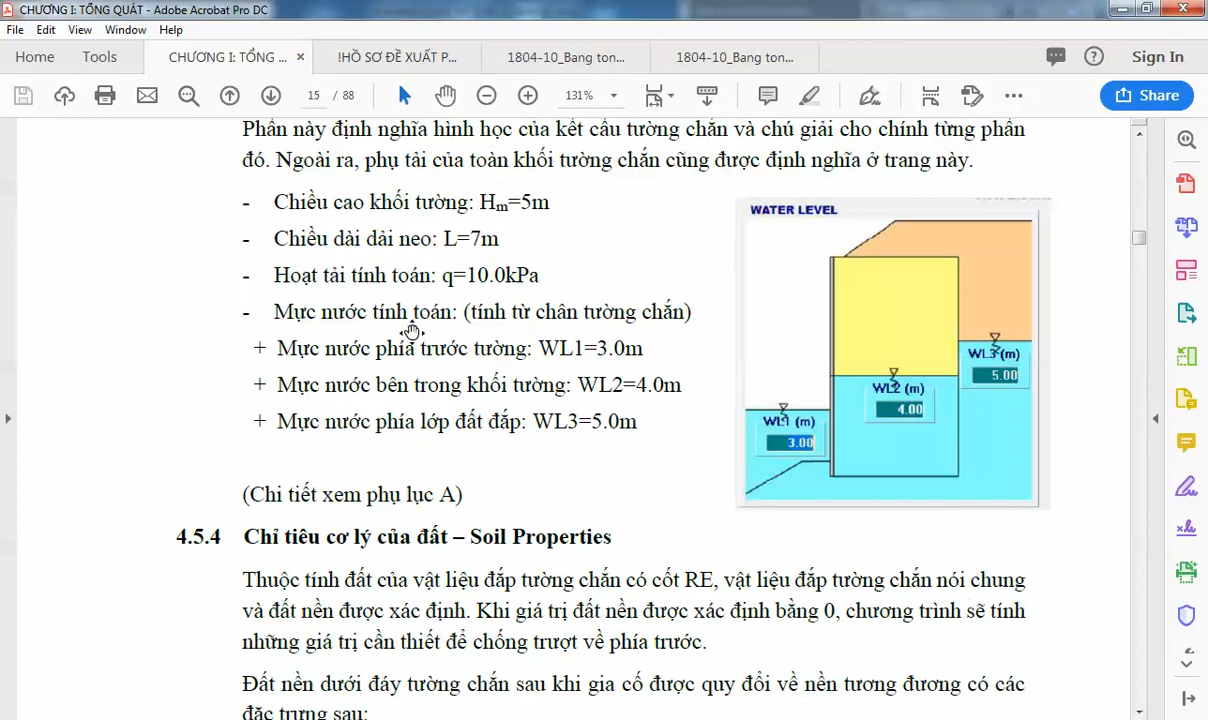 CHƯƠNG I: TỔNG QUÁT - Adobe Acrobat Pro DC
File Edit View Window Help
Home Tools CHƯƠNG I: TỔNG ... × !HỒ SƠ ĐỀ XUẤT P... 1804-10_Bang ton... 1804-10_Bang ton... Sign In
15 / 88 131% Share
Phần này định nghĩa hình học của kết cấu tường chắn và chú giải cho chính từng phần
đó. Ngoài ra, phụ tải của toàn khối tường chắn cũng được định nghĩa ở trang này.
- Chiều cao khối tường: Hm=5m
- Chiều dài dải neo: L=7m
- Hoạt tải tính toán: q=10.0kPa
- Mực nước tính toán: (tính từ chân tường chắn)
+ Mực nước phía trước tường: WL1=3.0m
+ Mực nước bên trong khối tường: WL2=4.0m
+ Mực nước phía lớp đất đắp: WL3=5.0m
WATER LEVEL
WL3 (m)
5.00
WL2 (m)
4.00
WL1 (m)
3.00
(Chi tiết xem phụ lục A)
4.5.4 Chỉ tiêu cơ lý của đất – Soil Properties
Thuộc tính đất của vật liệu đắp tường chắn có cốt RE, vật liệu đắp tường chắn nói chung
và đất nền được xác định. Khi giá trị đất nền được xác định bằng 0, chương trình sẽ tính
những giá trị cần thiết để chống trượt về phía trước.
Đất nền dưới đáy tường chắn sau khi gia cố được quy đổi về nền tương đương có các
đặc trưng sau: